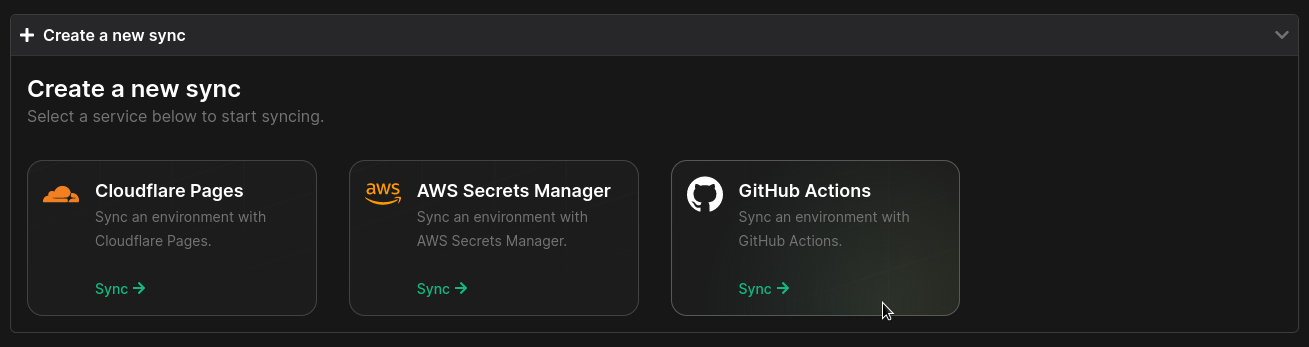 Create a new sync
Create a new sync
Select a service below to start syncing.
Cloudflare Pages
Sync an environment with
Cloudflare Pages.
Sync
aws
AWS Secrets Manager
Sync an environment with
AWS Secrets Manager.
Sync
GitHub Actions
Sync an environment with
GitHub Actions.
Sync